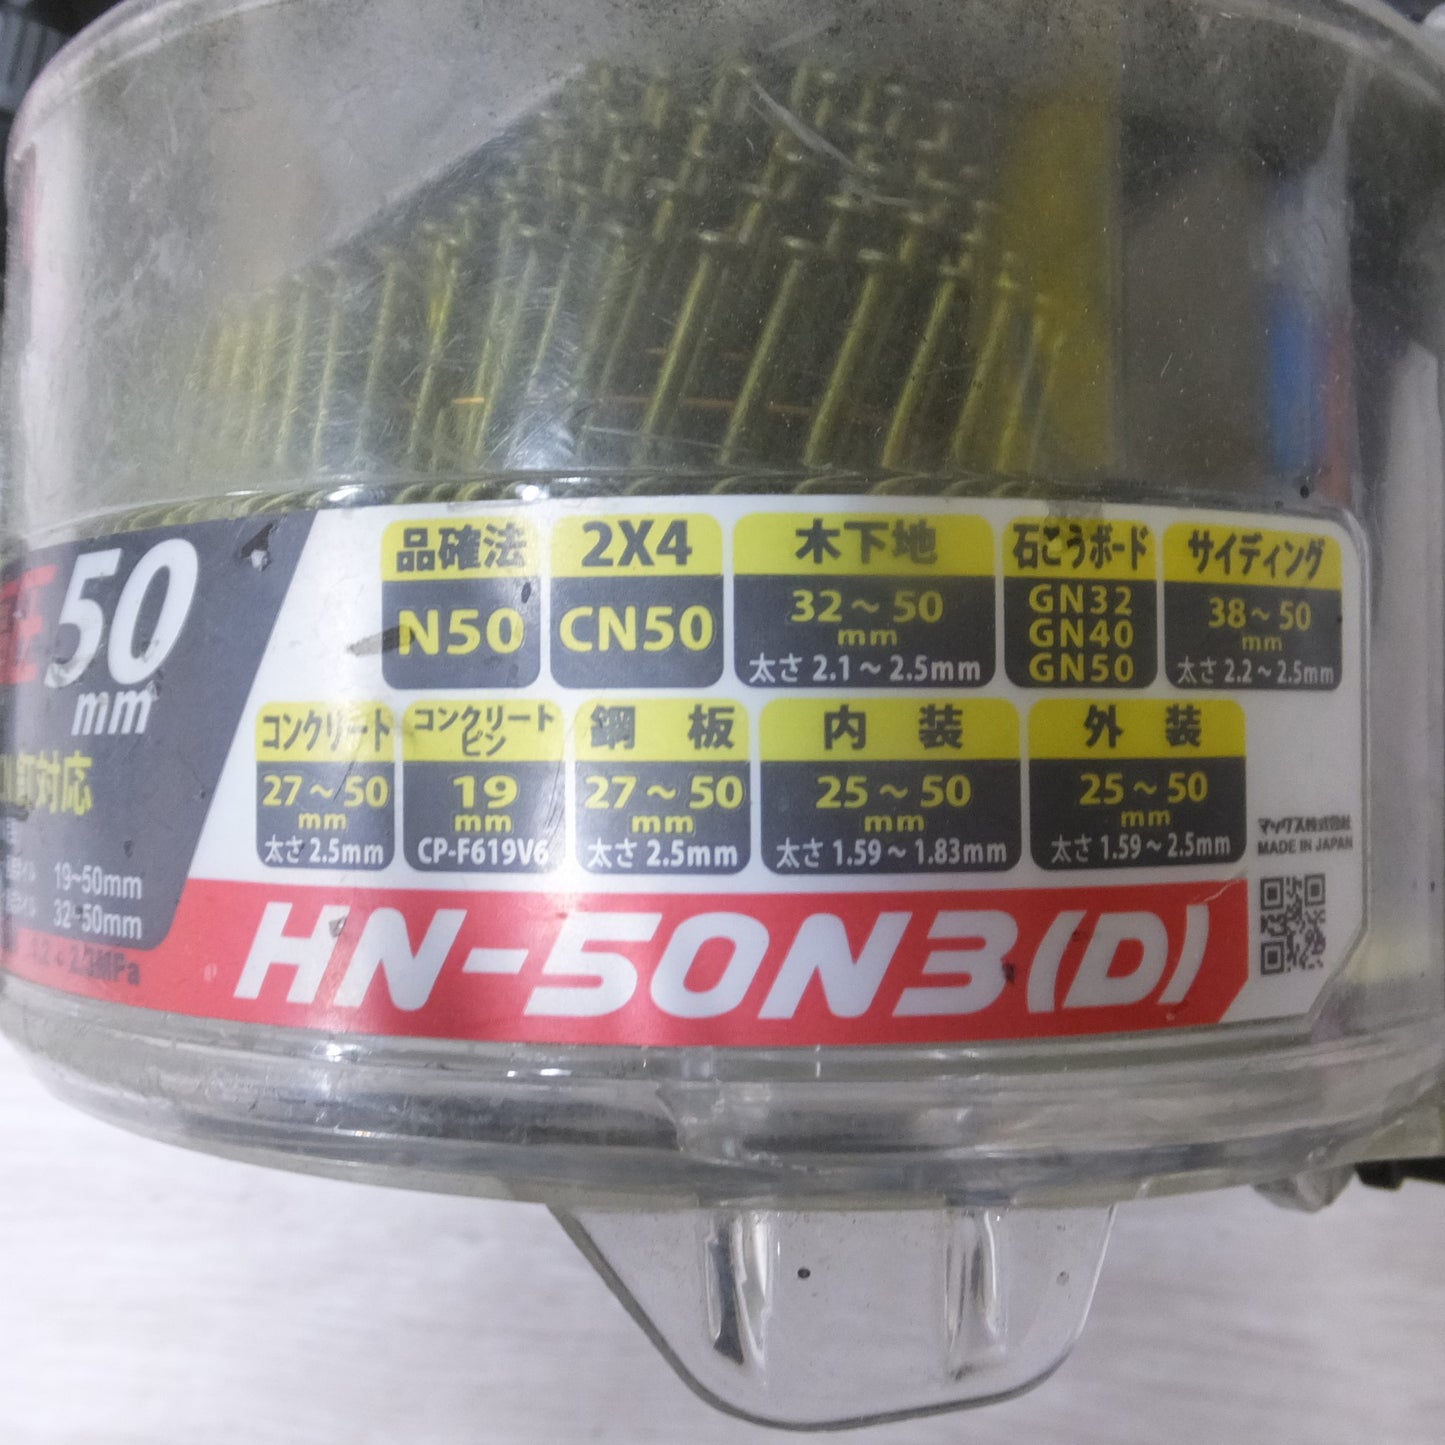 50
mm
釘対応
19~50mm
32~50mm
2.3MPa
品確法
N50
2X4
CN50
木下地
32～50
mm
太さ 2.1～2.5mm
石こうボード
GN32
GN40
GN50
サイディング
38～50
mm
太さ 2.2～2.5mm
コンクリート
27～50
mm
太さ 2.5mm
コンクリート
ピン
19
mm
CP-F619V6
鋼 板
27～50
mm
太さ 2.5mm
内 装
25～50
mm
太さ 1.59～1.83mm
外 装
25～50
mm
太さ 1.59～2.5mm
マックス株式会社
MADE IN JAPAN
HN-50N3(D)